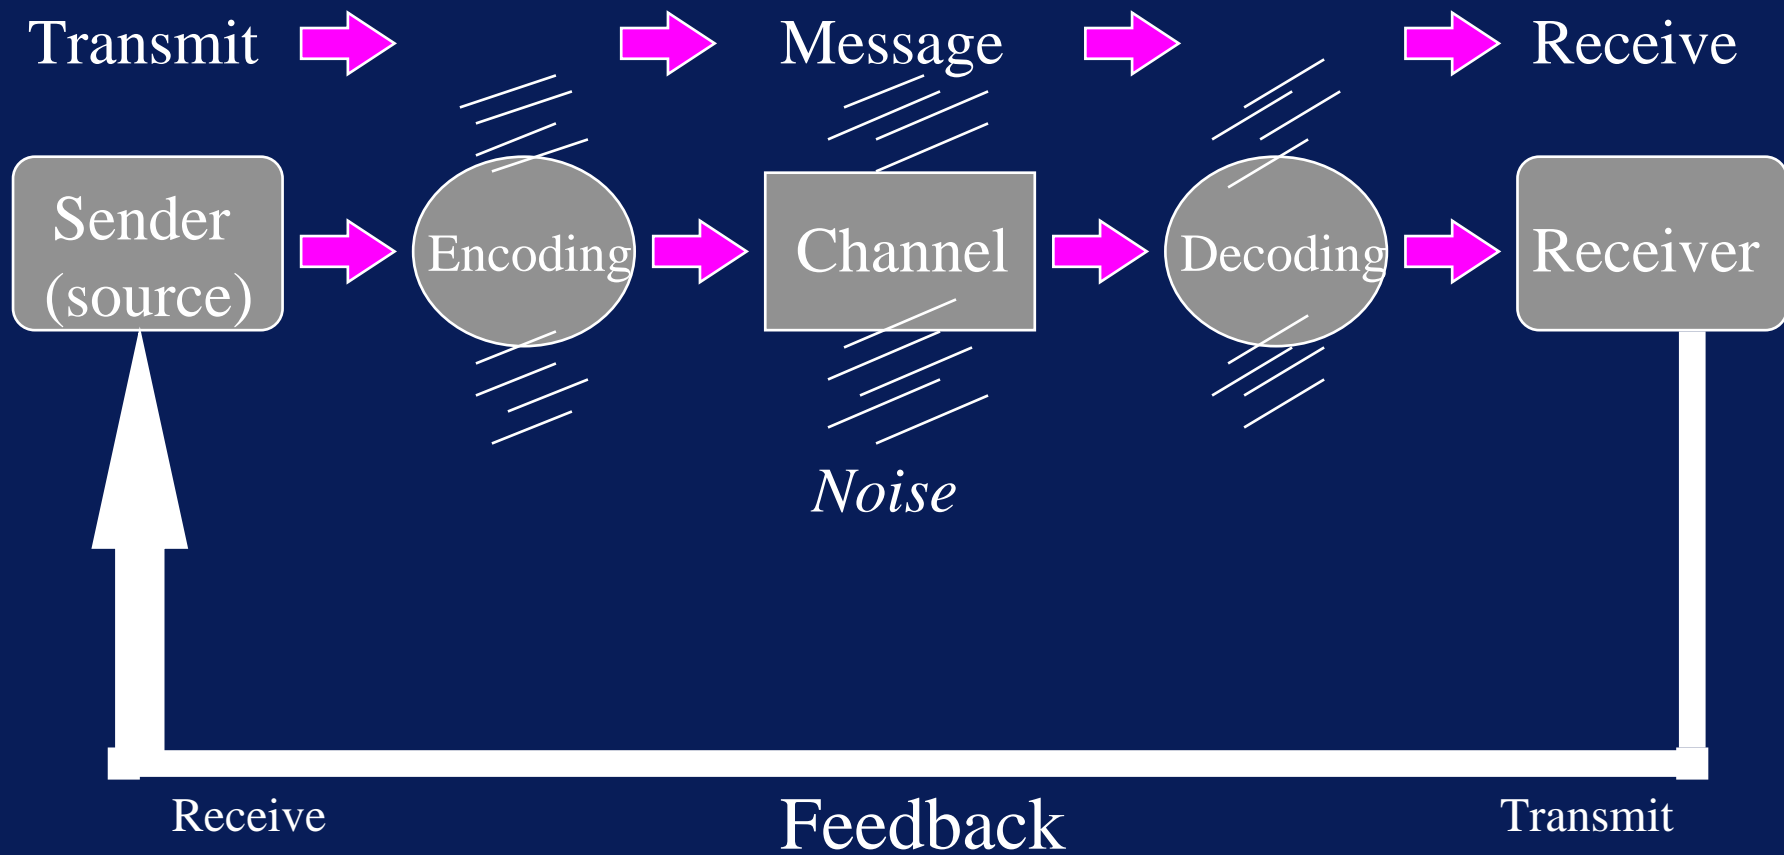 Transmit
Message
Receive
Sender
(source)
Encoding
Channel
Decoding
Receiver
Noise
Receive
Feedback
Transmit